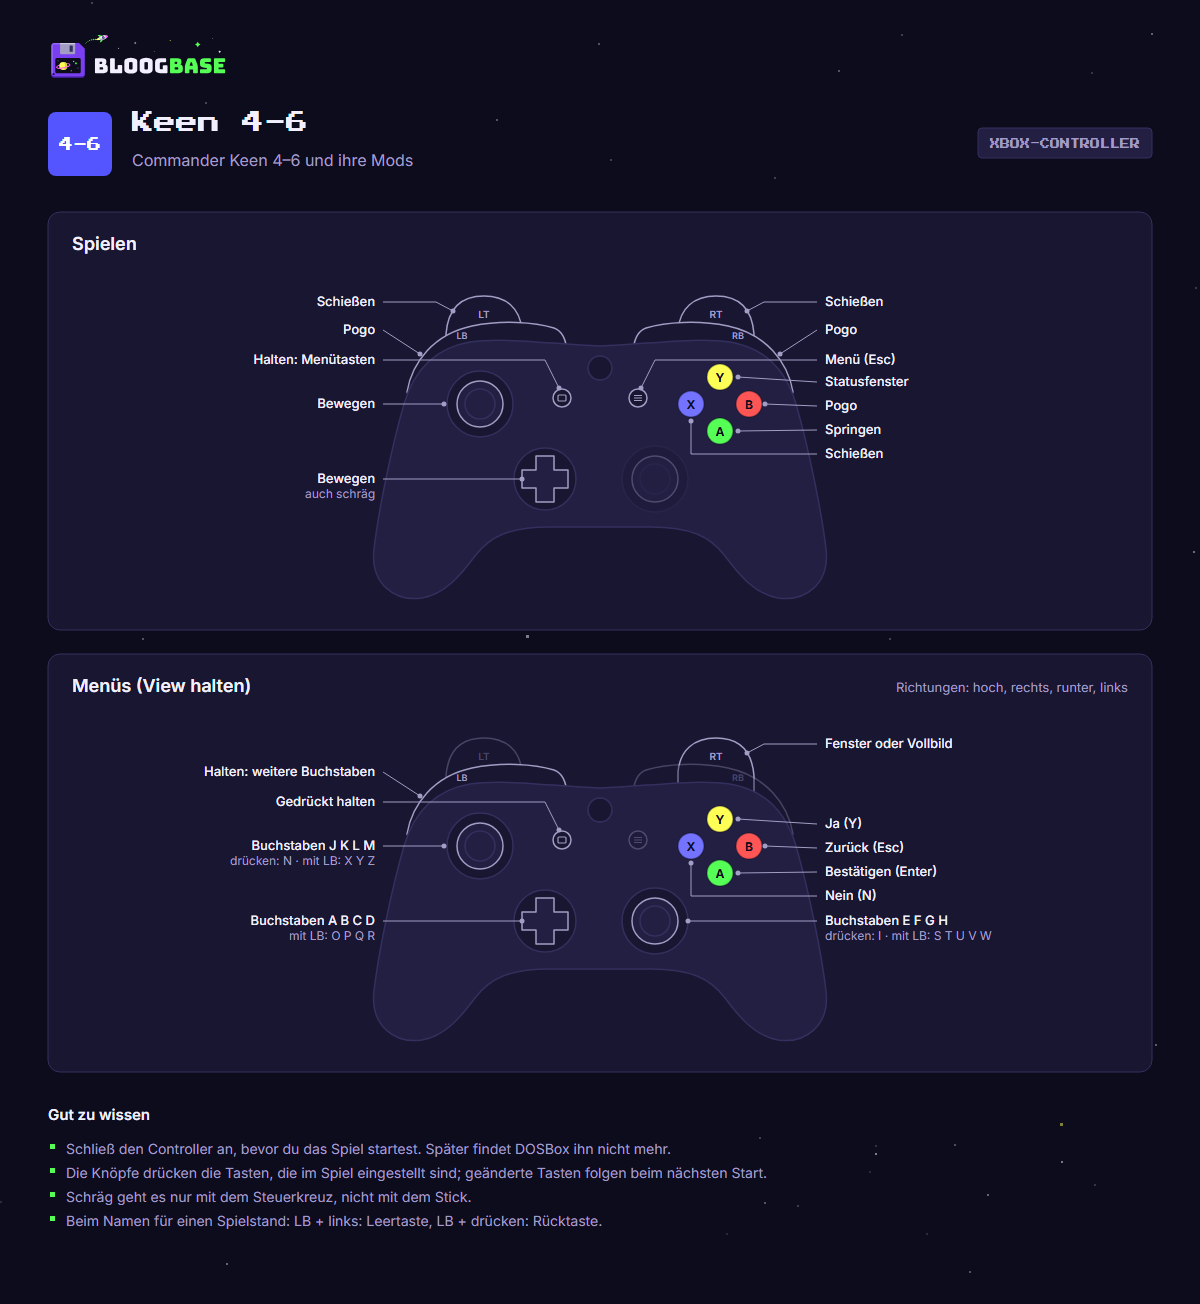 BLOOGBASE
4-6
Keen 4-6
Commander Keen 4–6 und ihre Mods
XBOX-CONTROLLER
Spielen
Schießen
LT
RT
Schießen
Pogo
LB
RB
Pogo
Halten: Menütasten
Menü (Esc)
Y
Statusfenster
Bewegen
X
B
Pogo
A
Springen
Schießen
Bewegen
auch schräg
Menüs (View halten)
Richtungen: hoch, rechts, runter, links
LT
RT
Fenster oder Vollbild
Halten: weitere Buchstaben
LB
RB
Gedrückt halten
Y
Ja (Y)
Buchstaben J K L M
drücken: N · mit LB: X Y Z
X
B
Zurück (Esc)
A
Bestätigen (Enter)
Nein (N)
Buchstaben A B C D
mit LB: O P Q R
Buchstaben E F G H
drücken: I · mit LB: S T U V W
Gut zu wissen
Schließ den Controller an, bevor du das Spiel startest. Später findet DOSBox ihn nicht mehr.
Die Knöpfe drücken die Tasten, die im Spiel eingestellt sind; geänderte Tasten folgen beim nächsten Start.
Schräg geht es nur mit dem Steuerkreuz, nicht mit dem Stick.
Beim Namen für einen Spielstand: LB + links: Leertaste, LB + drücken: Rücktaste.